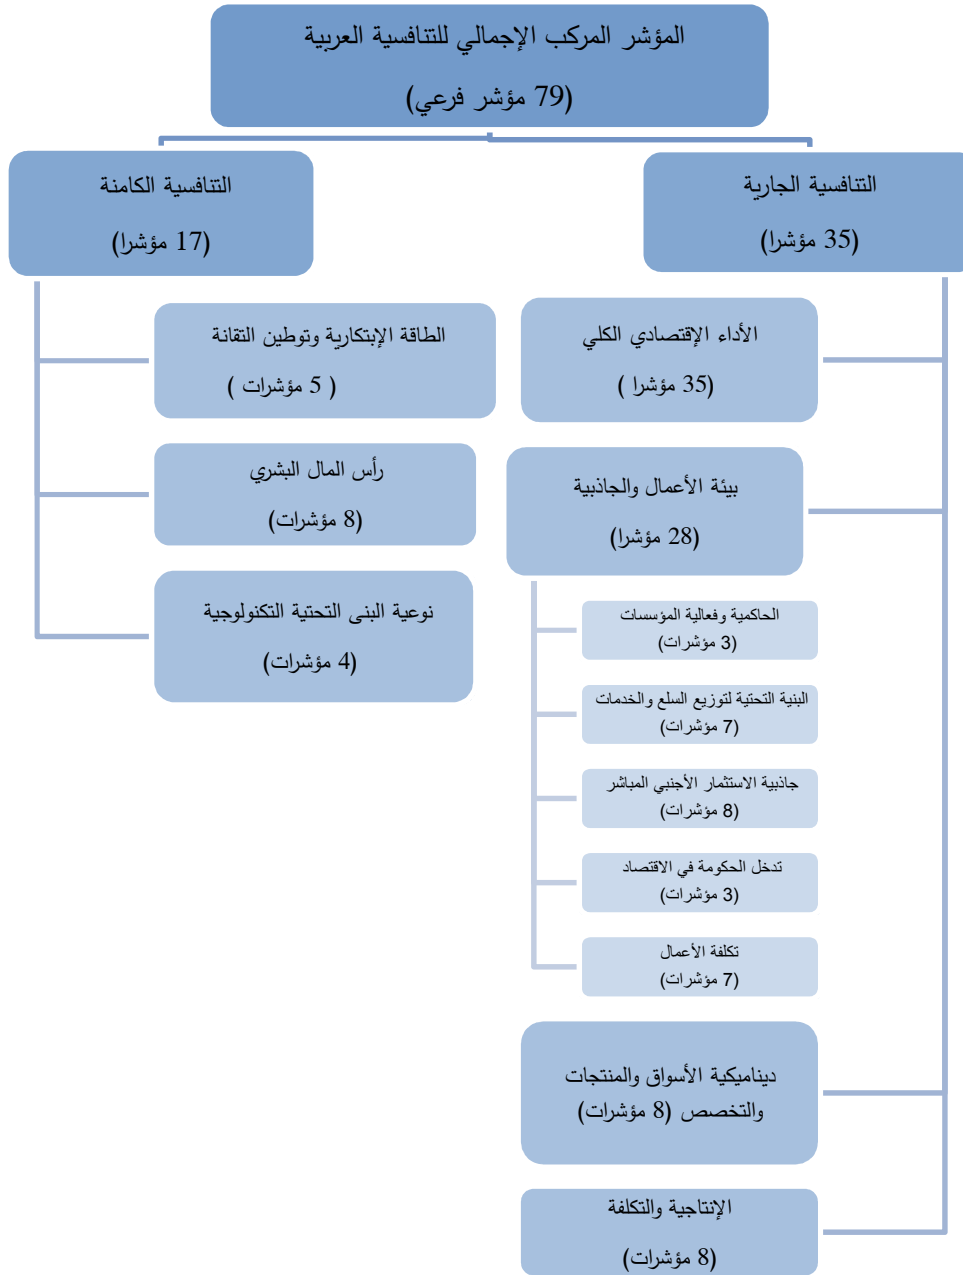 المؤشر المركب الإجمالي للتنافسية العربية
(79 مؤشر فرعي)
التنافسية الجارية
(35 مؤشرا)
الأداء الإقتصادي الكلي
(35 مؤشرا )
بيئة الأعمال والجاذبية
(28 مؤشرا)
الحاكمية وفعالية المؤسسات
(3 مؤشرات)
البنية التحتية لتوزيع السلع والخدمات
(7 مؤشرات)
جاذبية الاستثمار الأجنبي المباشر
(8 مؤشرات)
تدخل الحكومة في الاقتصاد
(3 مؤشرات)
تكلفة الأعمال
(7 مؤشرات)
ديناميكية الأسواق والمنتجات
والتخصص (8 مؤشرات)
الإنتاجية والتكلفة
(8 مؤشرات)
التنافسية الكامنة
(17 مؤشرا)
الطاقة الإبتكارية وتوطين التقانة
( 5 مؤشرات )
رأس المال البشري
(8 مؤشرات)
نوعية البنى التحتية التكنولوجية
(4 مؤشرات)